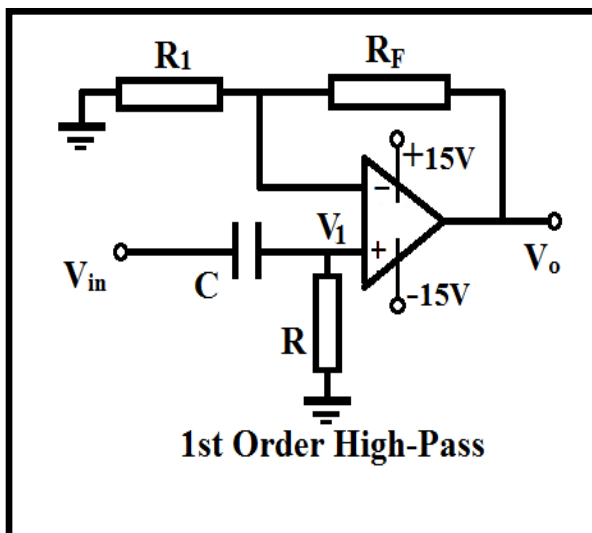 R1 RF
+15V
−
V1
+
Vin
C
Vo
-15V
R
1st Order High-Pass